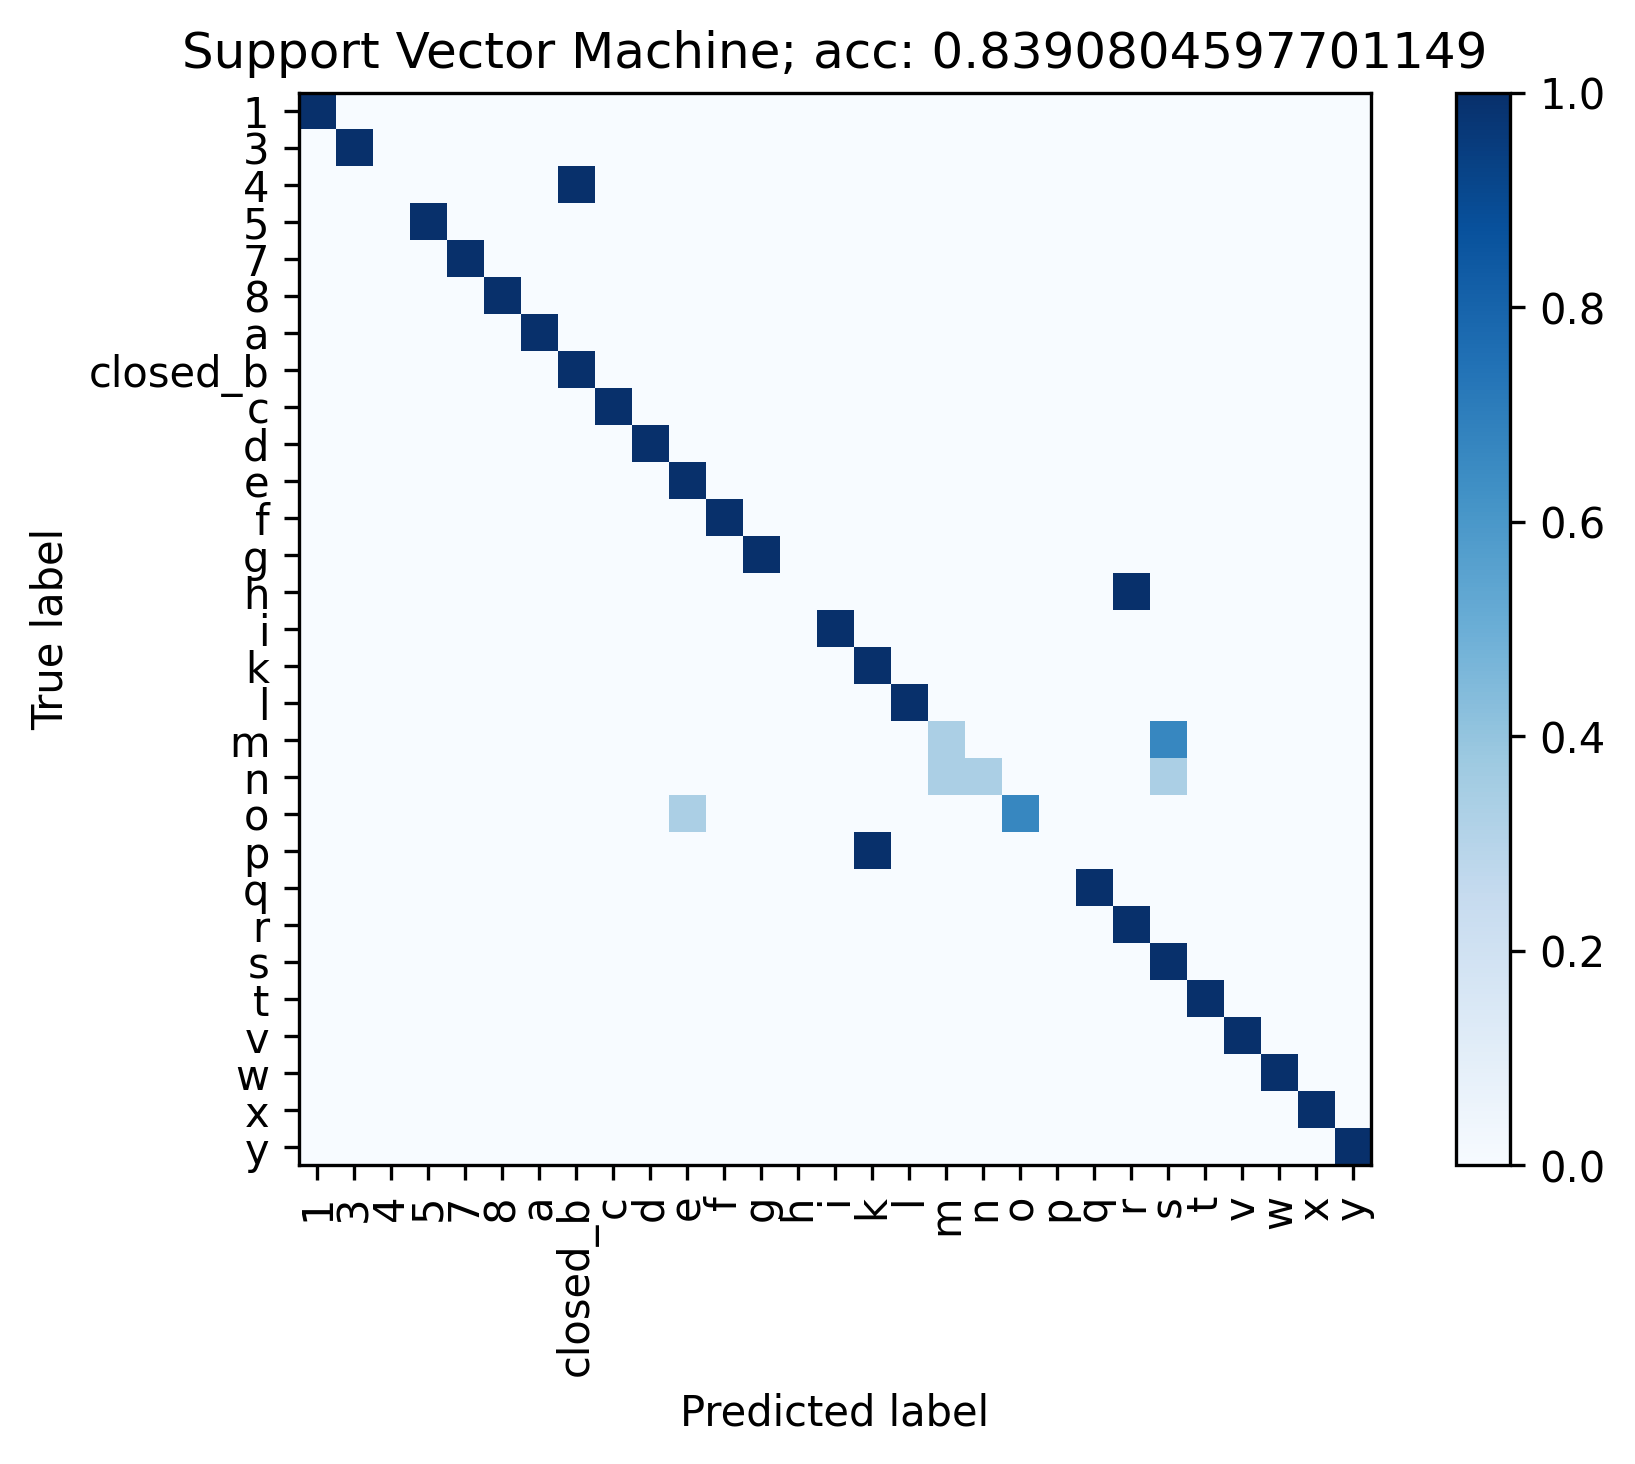 Support Vector Machine; acc: 0.8390804597701149
True label
1
3
4
5
7
8
a
closed_b
c
d
e
f
g
h
i
k
l
m
n
o
p
q
r
s
t
v
w
x
y
1 3 4 5 7 8 a closed_b c d e f g h i k l m n o p q r s t v w x y
Predicted label
1.0
0.8
0.6
0.4
0.2
0.0